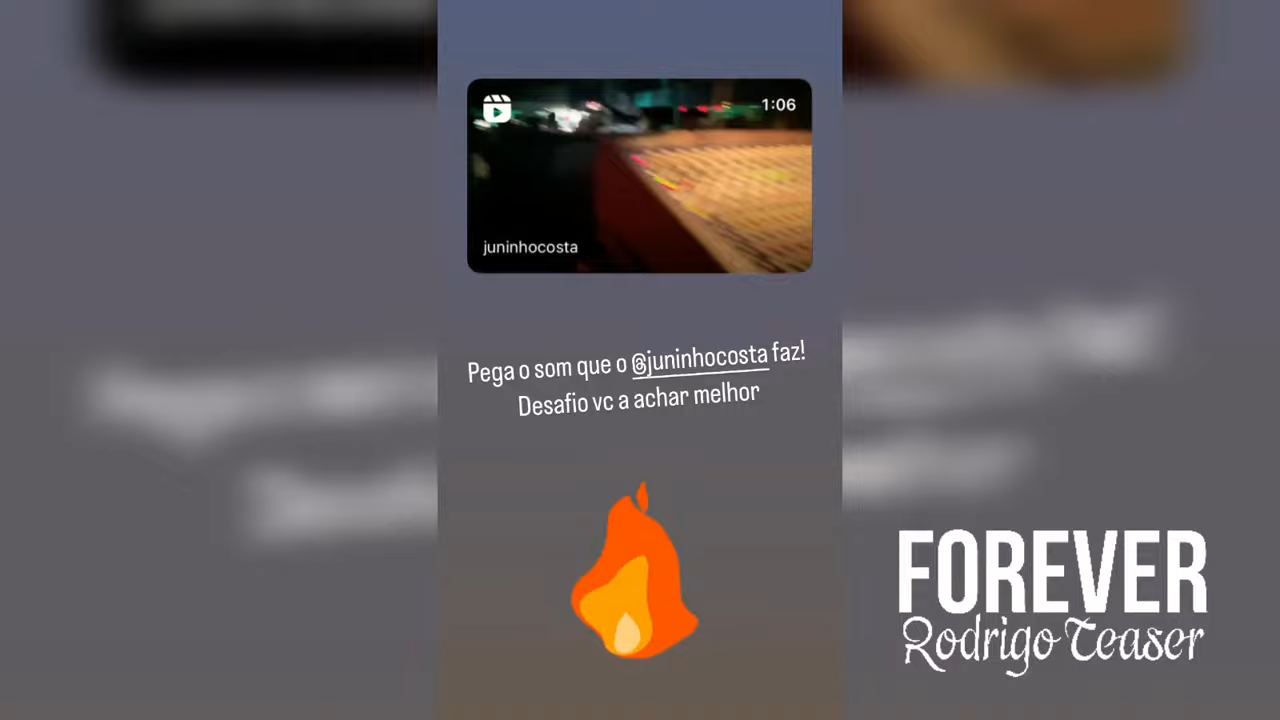 1:06
juninhocosta
Pega o som que o @juninhocosta faz!
Desafio vc a achar melhor
FOREVER
Rodrigo Teaser